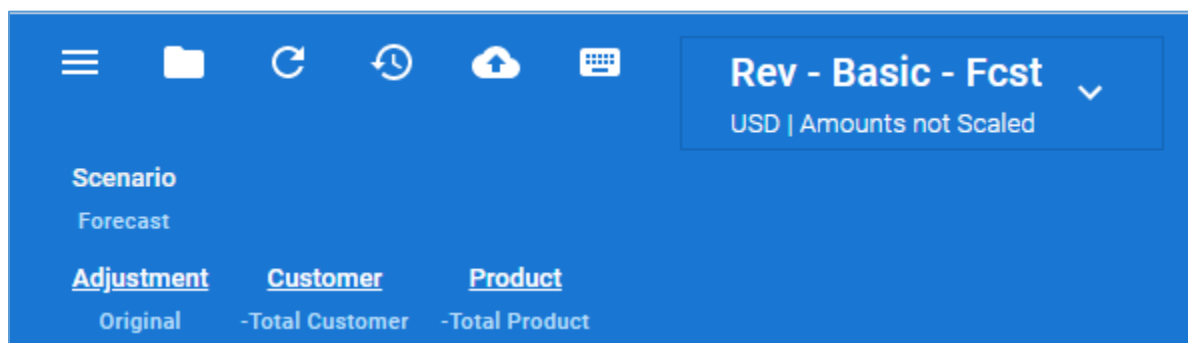 Rev - Basic - Fcst
USD | Amounts not Scaled
Scenario
Forecast
Adjustment Customer Product
Original -Total Customer -Total Product